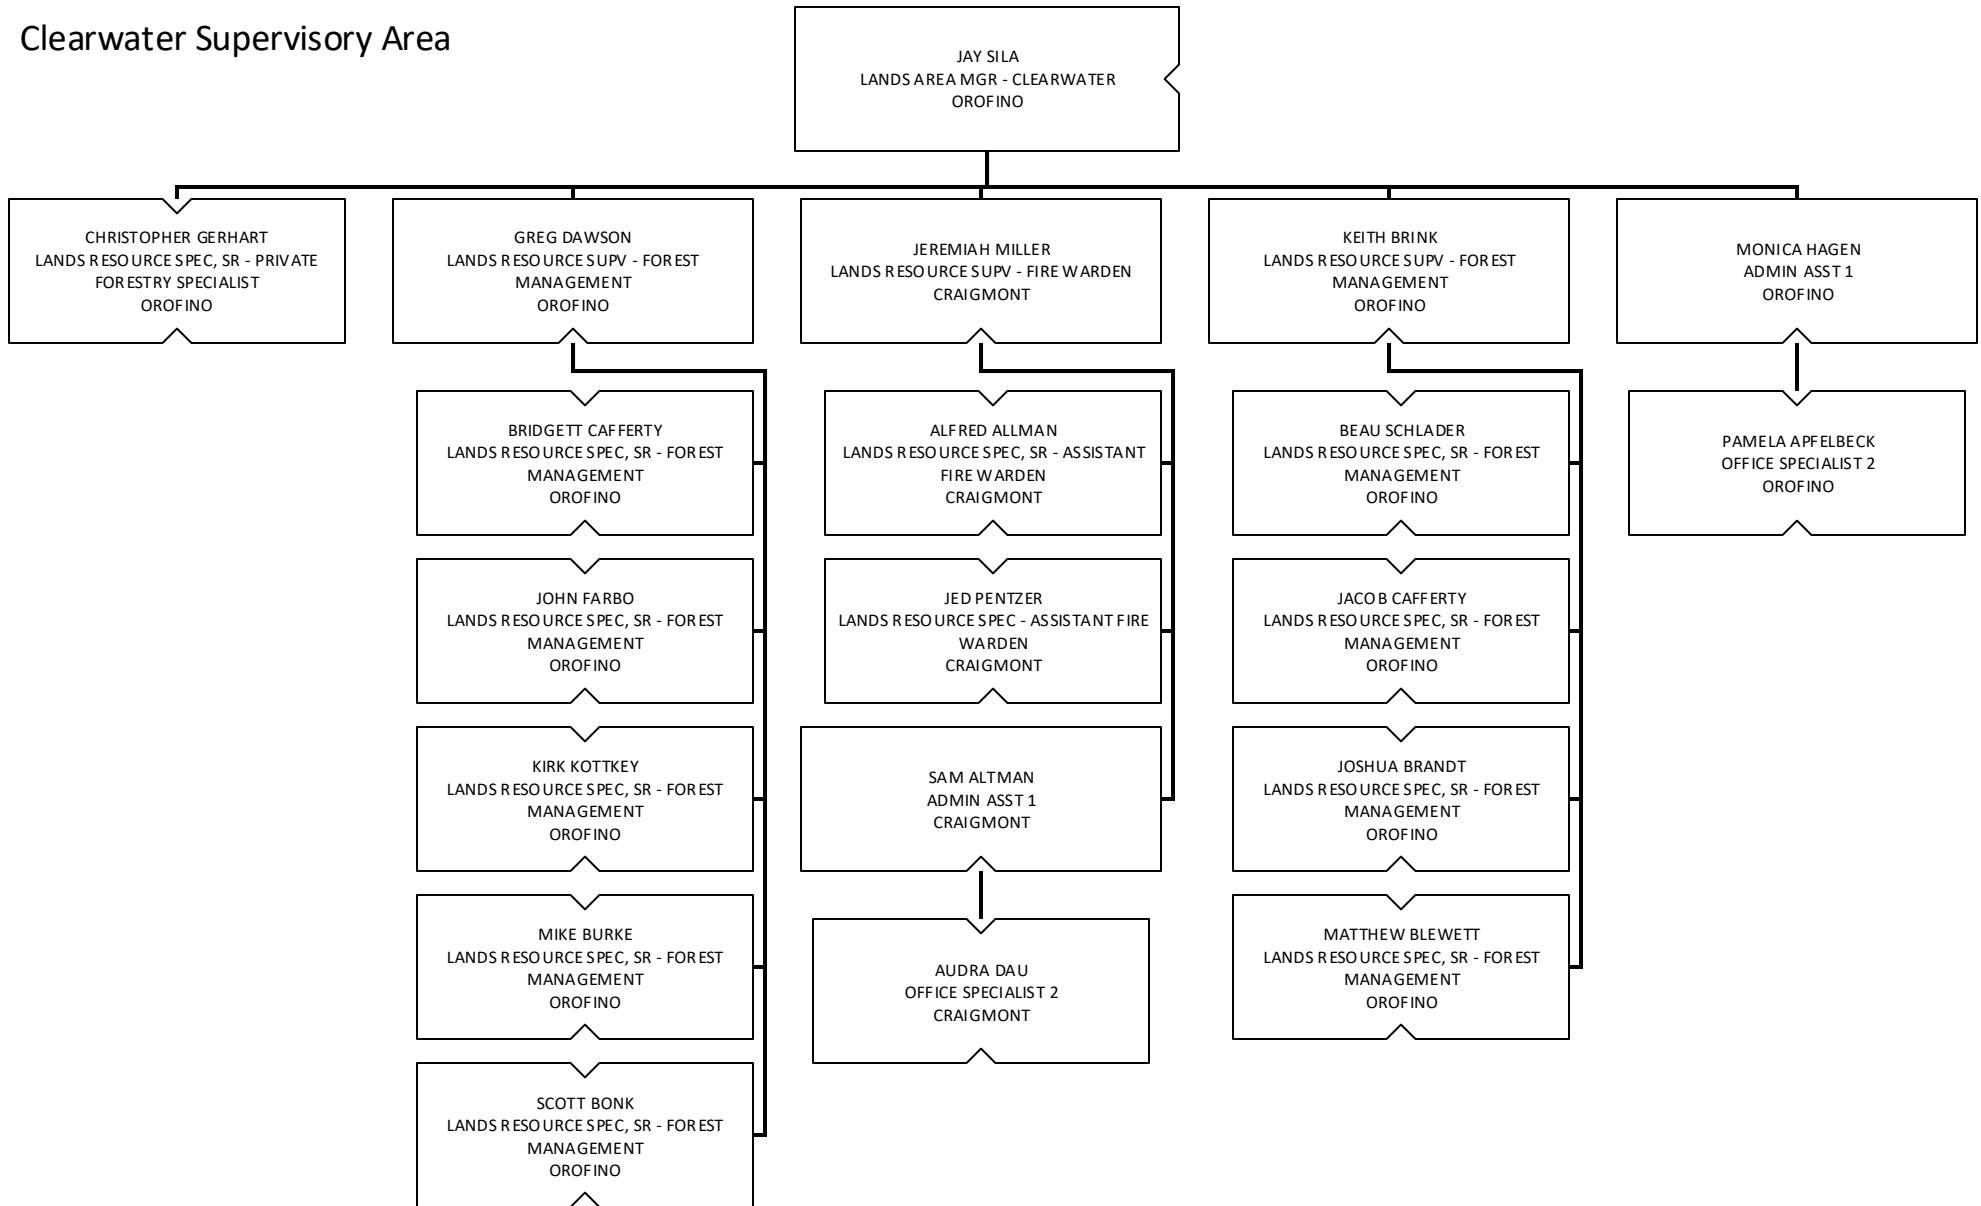 Clearwater Supervisory Area
JAY SILA
LANDS AREA MGR - CLEARWATER
OROFINO
CHRISTOPHER GERHART
LANDS RESOURCE SPEC, SR - PRIVATE
FORESTRY SPECIALIST
OROFINO
GREG DAWSON
LANDS RESOURCE SUPV - FOREST
MANAGEMENT
OROFINO
JEREMIAH MILLER
LANDS RESOURCE SUPV - FIRE WARDEN
CRAIGMONT
KEITH BRINK
LANDS RESOURCE SUPV - FOREST
MANAGEMENT
OROFINO
MONICA HAGEN
ADMIN ASST 1
OROFINO
BRIDGETT CAFFERTY
LANDS RESOURCE SPEC, SR - FOREST
MANAGEMENT
OROFINO
JOHN FARBO
LANDS RESOURCE SPEC, SR - FOREST
MANAGEMENT
OROFINO
KIRK KOTTKEY
LANDS RESOURCE SPEC, SR - FOREST
MANAGEMENT
OROFINO
MIKE BURKE
LANDS RESOURCE SPEC, SR - FOREST
MANAGEMENT
OROFINO
SCOTT BONK
LANDS RESOURCE SPEC, SR - FOREST
MANAGEMENT
OROFINO
ALFRED ALLMAN
LANDS RESOURCE SPEC, SR - ASSISTANT
FIRE WARDEN
CRAIGMONT
JED PENTZER
LANDS RESOURCE SPEC - ASSISTANT FIRE
WARDEN
CRAIGMONT
SAM ALTMAN
ADMIN ASST 1
CRAIGMONT
AUDRA DAU
OFFICE SPECIALIST 2
CRAIGMONT
BEAU SCHLADER
LANDS RESOURCE SPEC, SR - FOREST
MANAGEMENT
OROFINO
JACOB CAFFERTY
LANDS RESOURCE SPEC, SR - FOREST
MANAGEMENT
OROFINO
JOSHUA BRANDT
LANDS RESOURCE SPEC, SR - FOREST
MANAGEMENT
OROFINO
MATTHEW BLEWETT
LANDS RESOURCE SPEC, SR - FOREST
MANAGEMENT
OROFINO
PAMELA APFELBECK
OFFICE SPECIALIST 2
OROFINO